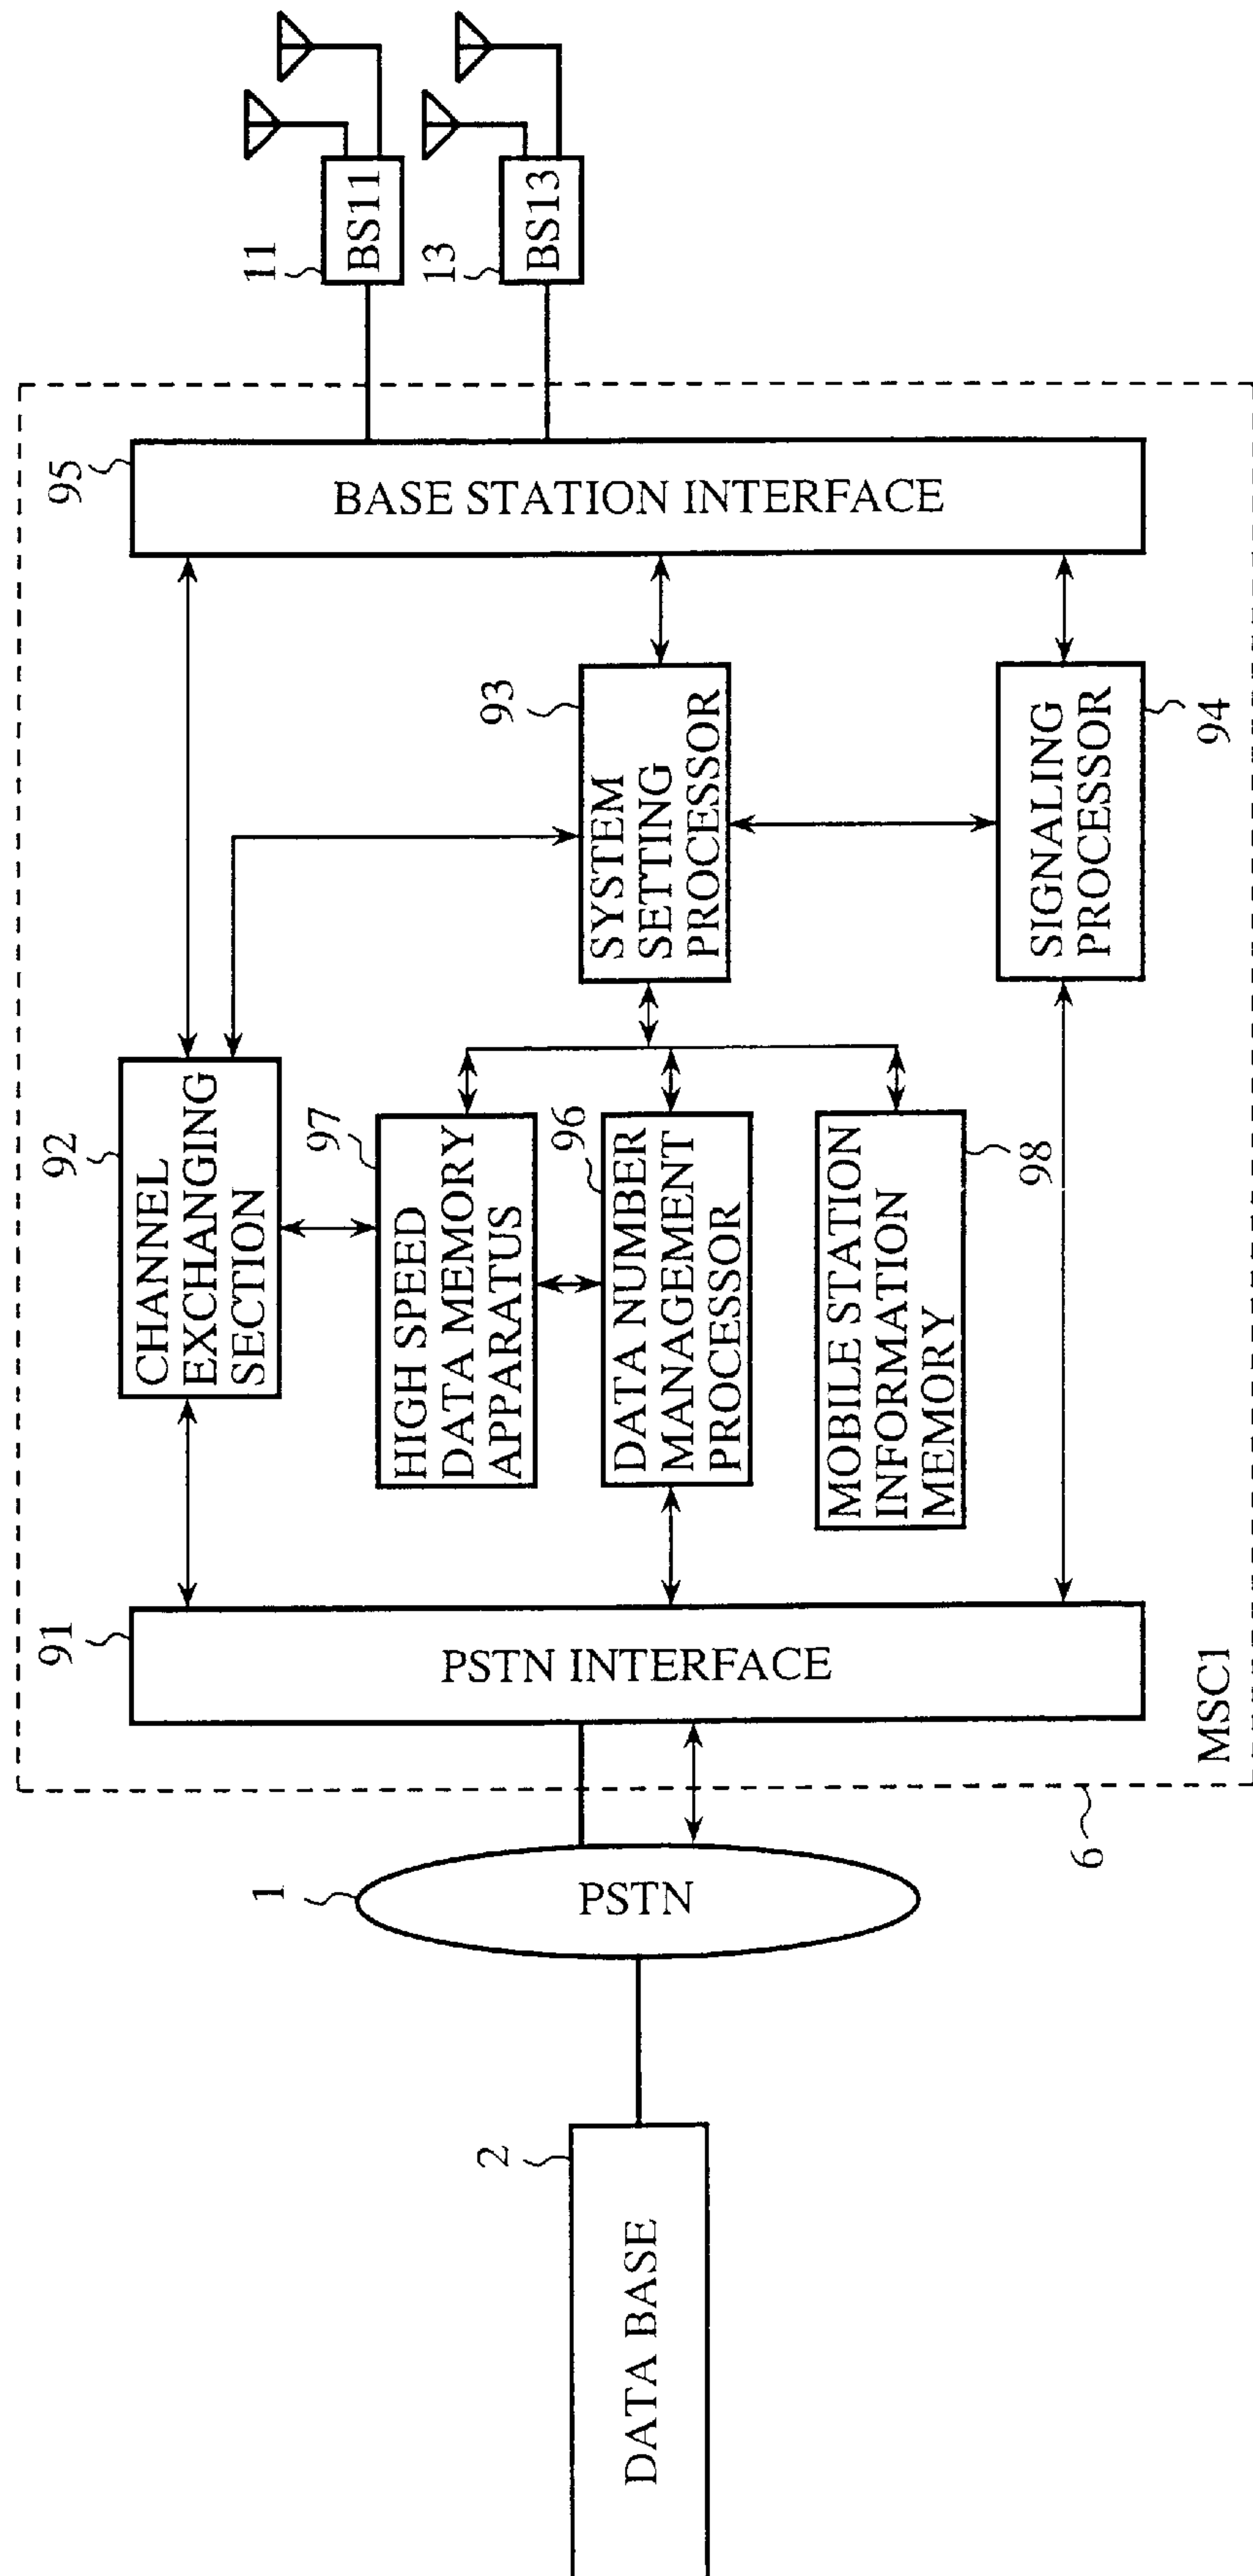 DATA BASE
2
PSTN
1
6
MSC1
PSTN INTERFACE
91
CHANNEL
EXCHANGING
SECTION
92
HIGH SPEED
DATA MEMORY
APPARATUS
97
DATA NUMBER
MANAGEMENT
PROCESSOR
96
MOBILE STATION
INFORMATION
MEMORY
98
SYSTEM
SETTING
PROCESSOR
93
SIGNALING
PROCESSOR
94
BASE STATION INTERFACE
95
11
BS11
13
BS13